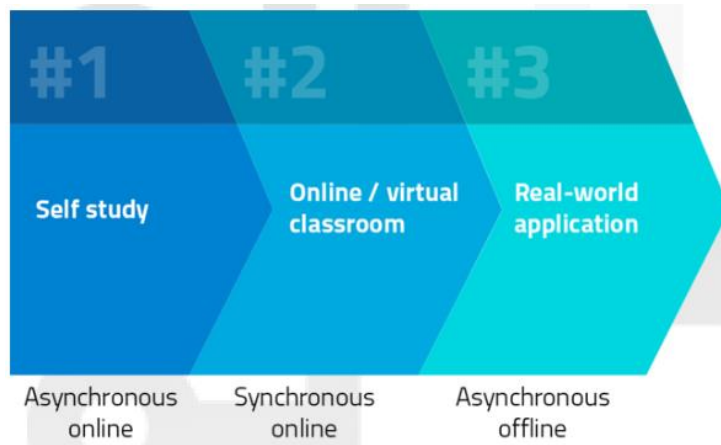 #1
#2
#3
Self study
Online / virtual
classroom
Real-world
application
Asynchronous
online
Synchronous
online
Asynchronous
offline